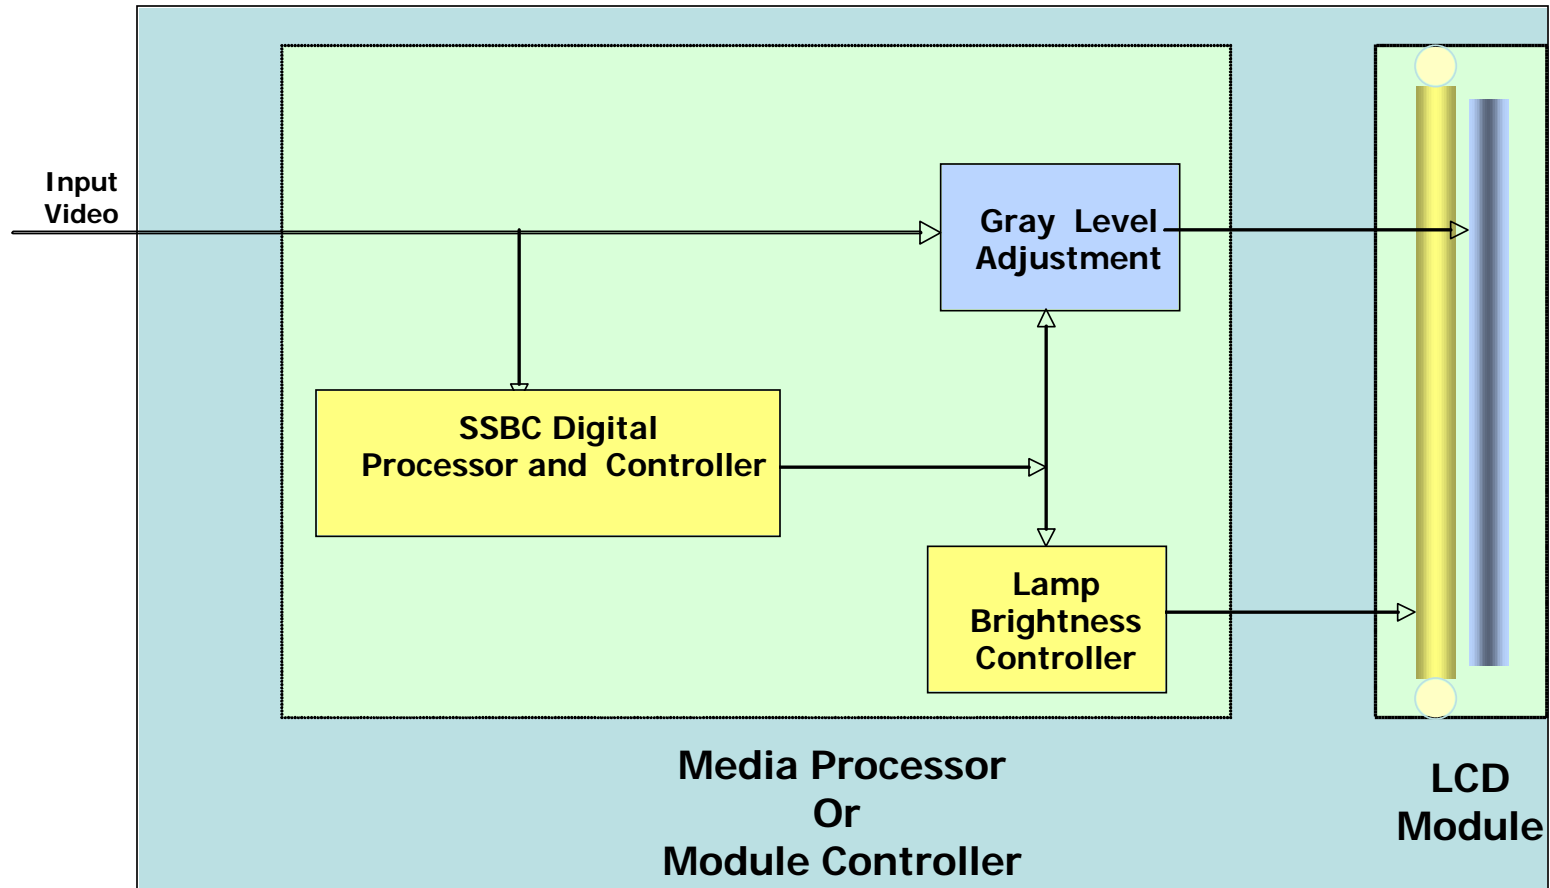 Input
Video
Gray Level
Adjustment
SSBC Digital
Processor and Controller
Lamp
Brightness
Controller
Media Processor
Or
Module Controller
LCD
Module